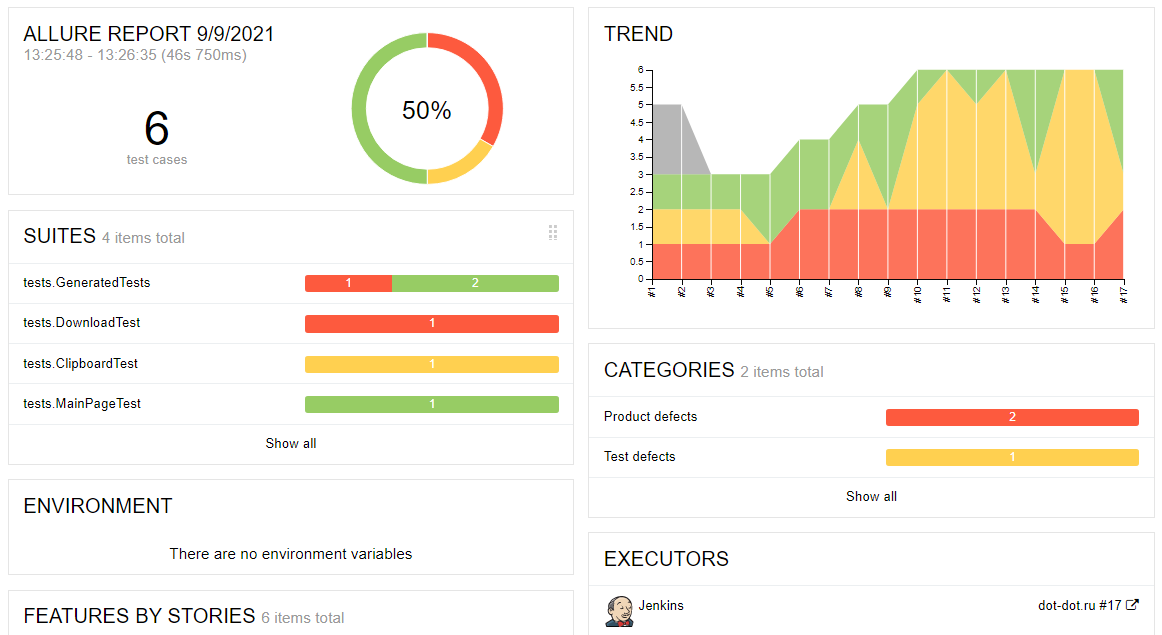 ALLURE REPORT 9/9/2021
13:25:48 - 13:26:35 (46s 750ms)
6
test cases
50%
SUITES 4 items total
tests.GeneratedTests 1 2
tests.DownloadTest 1
tests.ClipboardTest 1
tests.MainPageTest 1
Show all
ENVIRONMENT
There are no environment variables
FEATURES BY STORIES 6 items total
TREND
6
5.5
5
4.5
4
3.5
3
2.5
2
1.5
1
0.5
0
#1 #2 #3 #4 #5 #6 #7 #8 #9 #10 #11 #12 #13 #14 #15 #16 #17
CATEGORIES 2 items total
Product defects 2
Test defects 1
Show all
EXECUTORS
Jenkins dot-dot.ru #17